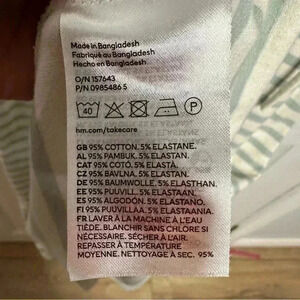 Made in Bangladesh
Fabriqué au Bangladesh
Hecho en Bangladesh
O/N 157643
P/N 0985486 S
40
P
hm.com/takecare
GB 95% COTTON. 5% ELASTANE.
AL 95% PAMBUK. 5% ELASTAN.
CAT 95% COTÓ. 5% ELASTÀ.
CZ 95% BAVLNA. 5% ELASTAN.
DE 95% BAUMWOLLE. 5% ELASTHAN.
EE 95% PUUVILL. 5% ELASTAAN.
ES 95% ALGODÓN. 5% ELASTANO.
FI 95% PUUVILLAA. 5% ELASTAANIA.
FR LAVER À LA MACHINE À L'EAU
TIÈDE. BLANCHIR SANS CHLORE SI
NÉCESSAIRE. SÉCHER À L'AIR.
REPASSER À TEMPÉRATURE
MOYENNE. NETTOYAGE À SEC. 95%